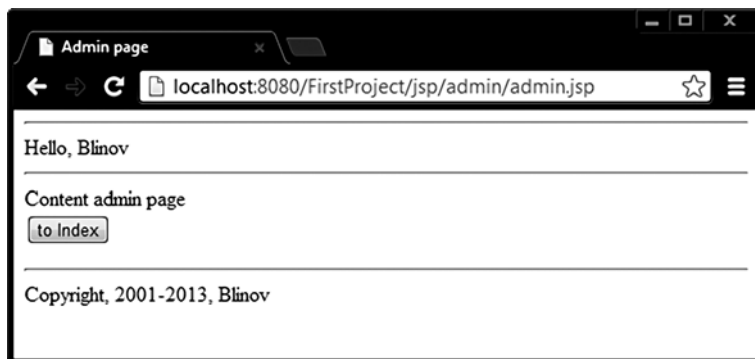 Admin page
localhost:8080/FirstProject/jsp/admin/admin.jsp
Hello, Blinov
Content admin page
to Index
Copyright, 2001-2013, Blinov